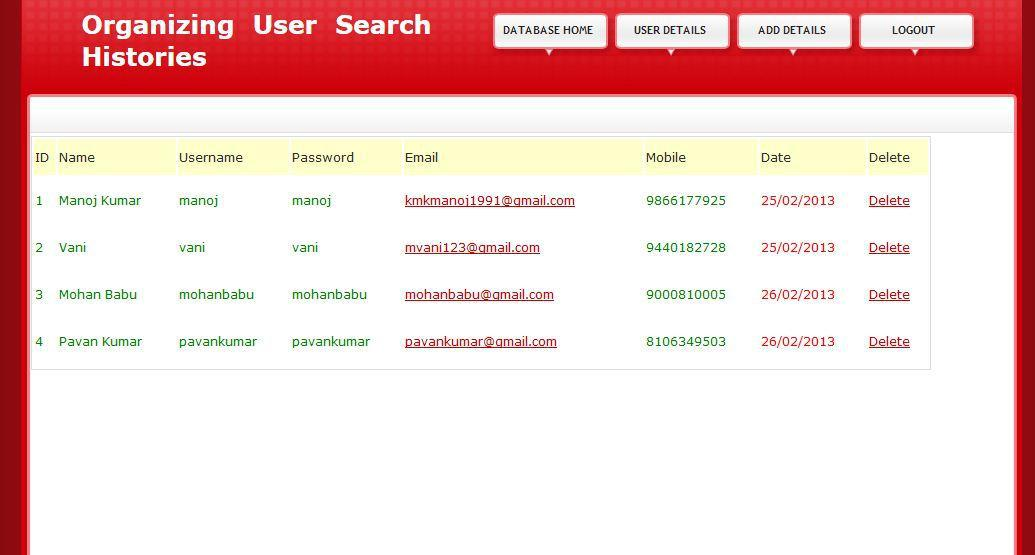 Organizing User Search
Histories
DATABASE HOME USER DETAILS ADD DETAILS LOGOUT
ID Name Username Password Email Mobile Date Delete
1 Manoj Kumar manoj manoj kmkmanoj1991@gmail.com 9866177925 25/02/2013 Delete
2 Vani vani vani mvani123@gmail.com 9440182728 25/02/2013 Delete
3 Mohan Babu mohanbabu mohanbabu mohanbabu@gmail.com 9000810005 26/02/2013 Delete
4 Pavan Kumar pavankumar pavankumar pavankumar@gmail.com 8106349503 26/02/2013 Delete